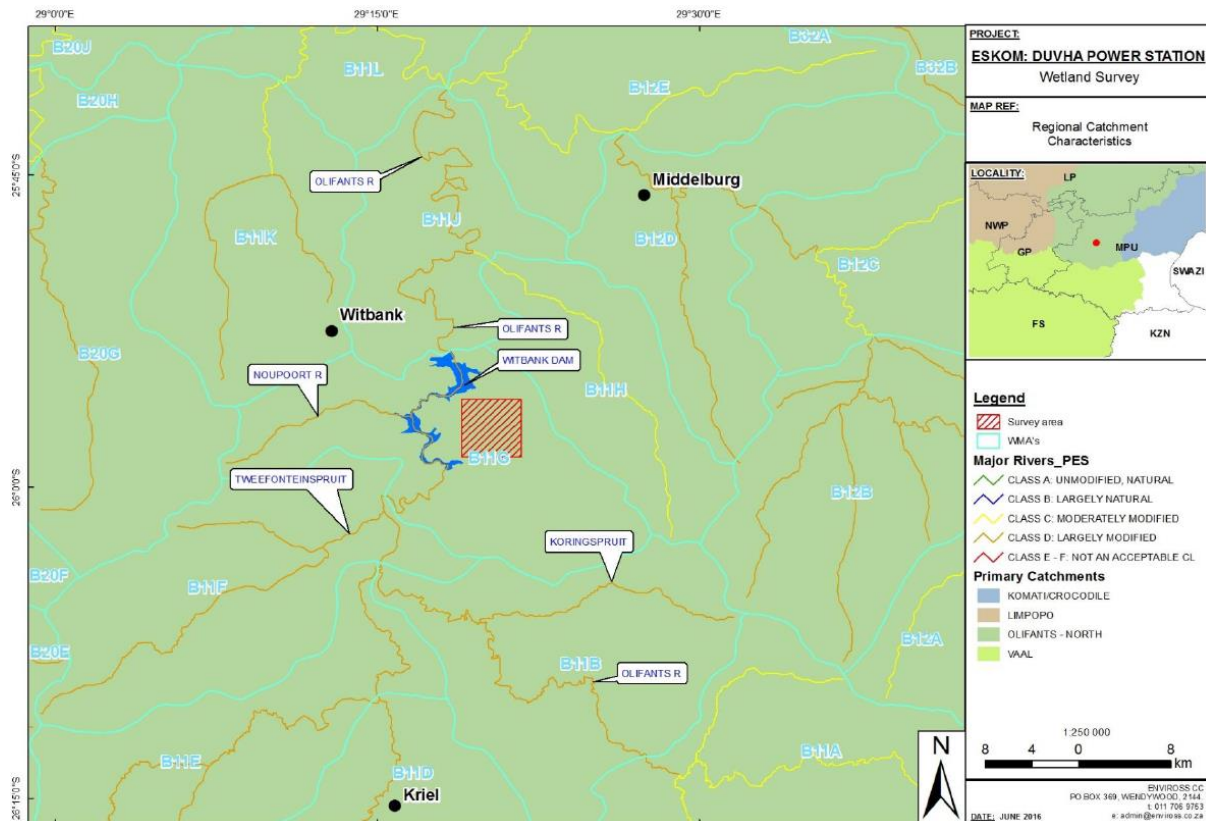 29°0'0"E
29°15'0"E
29°30'0"E
25°45'0"S
26°0'0"S
26°15'0"S
B20J
B11L
B32A
B32B
B20H
B12E
OLIFANTS R
Middelburg
B11J
B11K
B12D
B12C
Witbank
OLIFANTS R
B20G
WITBANK DAM
NOUPOORT R
B11H
B11G
TWEEFONTEINSPRUIT
B12B
KORINGSPRUIT
B20F
B11F
B20E
B12A
B11B
OLIFANTS R
B11E
B11D
B11A
Kriel
N
PROJECT:
ESKOM: DUVHA POWER STATION
Wetland Survey
MAP REF:
Regional Catchment
Characteristics
LOCALITY:
LP
NWP
GP
MPU
SWAZI
FS
KZN
Legend
Survey area
WMA's
Major Rivers_PES
CLASS A: UNMODIFIED, NATURAL
CLASS B: LARGELY NATURAL
CLASS C: MODERATELY MODIFIED
CLASS D: LARGELY MODIFIED
CLASS E - F: NOT AN ACCEPTABLE CL
Primary Catchments
KOMATI/CROCODILE
LIMPOPO
OLIFANTS - NORTH
VAAL
1:250 000
8 4 0 8
km
ENVIROSS CC
PO BOX 369, WENDYWOOD, 2144.
t: 011 706 9763
DATE: JUNE 2016 e: admin@enviross.co.za